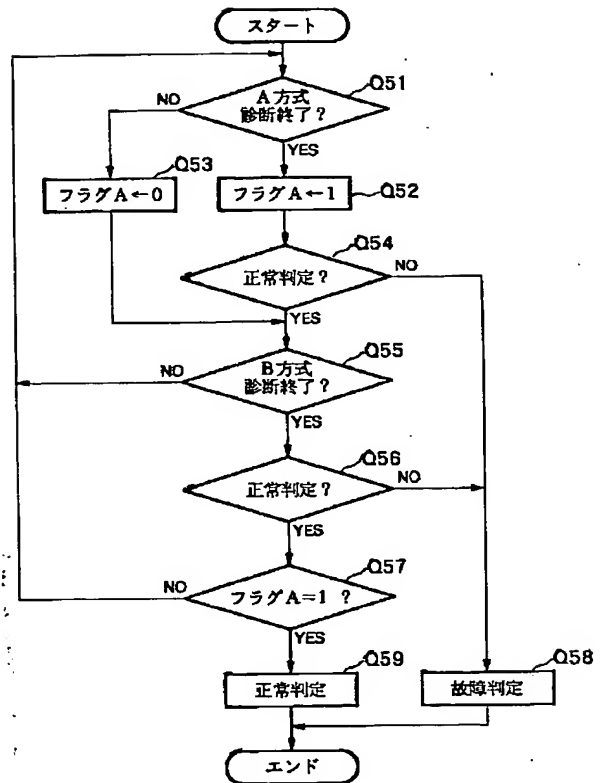 スタート
Q51
NO
A方式
診断終了?
YES
Q53
フラグA←0
フラグA←1
Q52
Q54
正常判定?
NO
YES
Q55
B方式
診断終了?
NO
YES
Q56
正常判定?
NO
YES
Q57
NO
フラグA=1 ?
YES
Q59
正常判定
Q58
故障判定
エンド